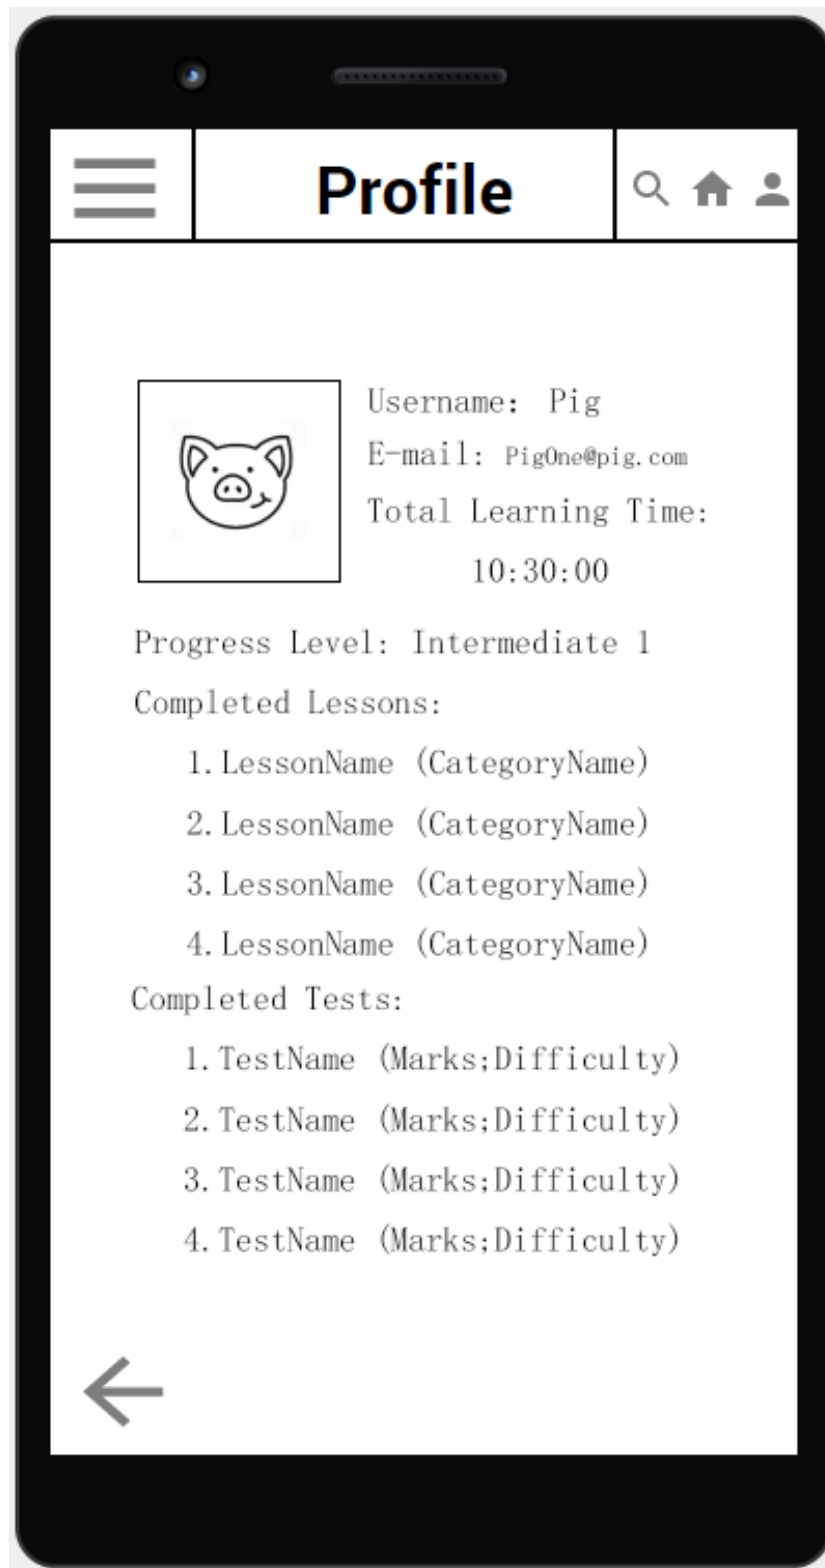 Profile
Username: Pig
E-mail: PigOne@pig.com
Total Learning Time:
10:30:00
Progress Level: Intermediate 1
Completed Lessons:
1.LessonName (CategoryName)
2.LessonName (CategoryName)
3.LessonName (CategoryName)
4.LessonName (CategoryName)
Completed Tests:
1.TestName (Marks;Difficulty)
2.TestName (Marks;Difficulty)
3.TestName (Marks;Difficulty)
4.TestName (Marks;Difficulty)